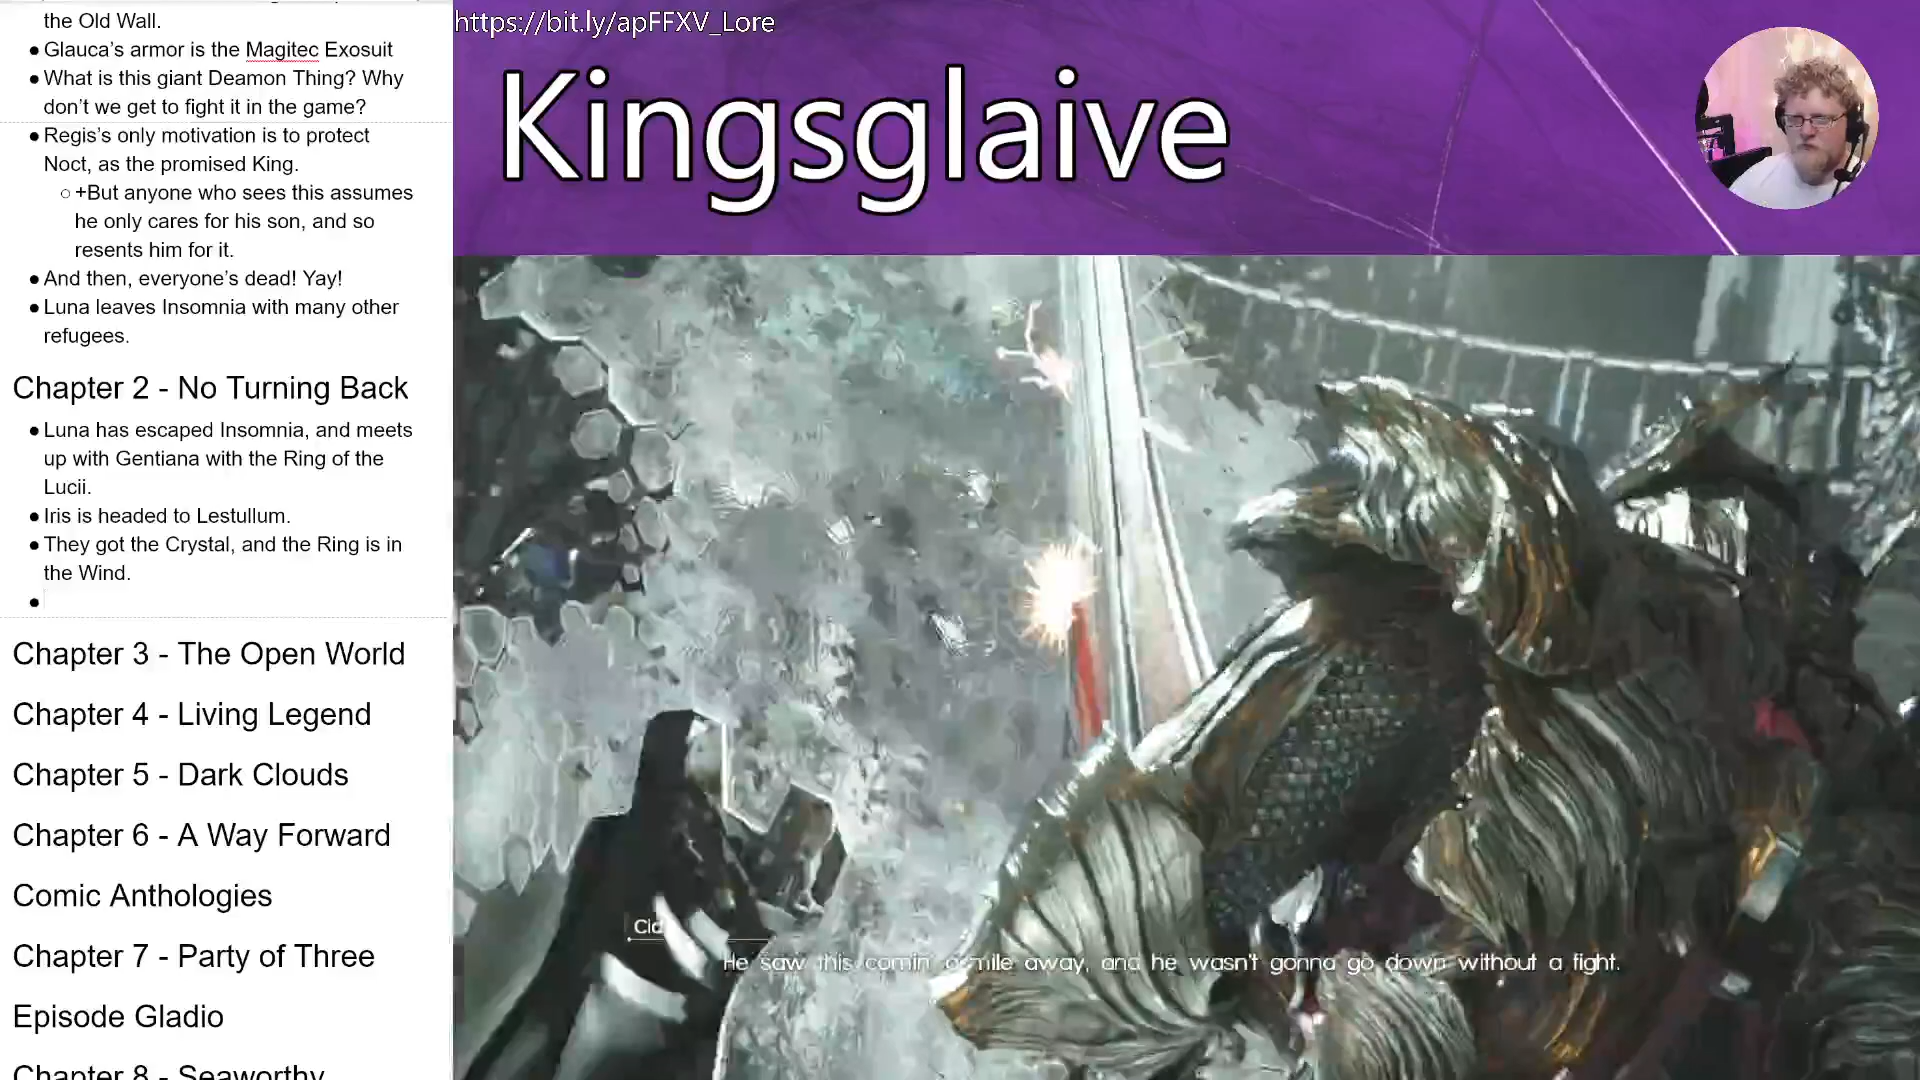 the Old Wall.
● Glauca's armor is the Magitec Exosuit
● What is this giant Deamon Thing? Why
don't we get to fight it in the game?
● Regis's only motivation is to protect
Noct, as the promised King.
○ +But anyone who sees this assumes
he only cares for his son, and so
resents him for it.
● And then, everyone's dead! Yay!
● Luna leaves Insomnia with many other
refugees.
Chapter 2 - No Turning Back
● Luna has escaped Insomnia, and meets
up with Gentiana with the Ring of the
Lucii.
● Iris is headed to Lestullum.
● They got the Crystal, and the Ring is in
the Wind.
●
Chapter 3 - The Open World
Chapter 4 - Living Legend
Chapter 5 - Dark Clouds
Chapter 6 - A Way Forward
Comic Anthologies
Chapter 7 - Party of Three
Episode Gladio
Chapter 8 - Seaworthy
https://bit.ly/apFFXV_Lore
Kingsglaive
Cid
He saw this comin' a mile away, and he wasn't gonna go down without a fight.